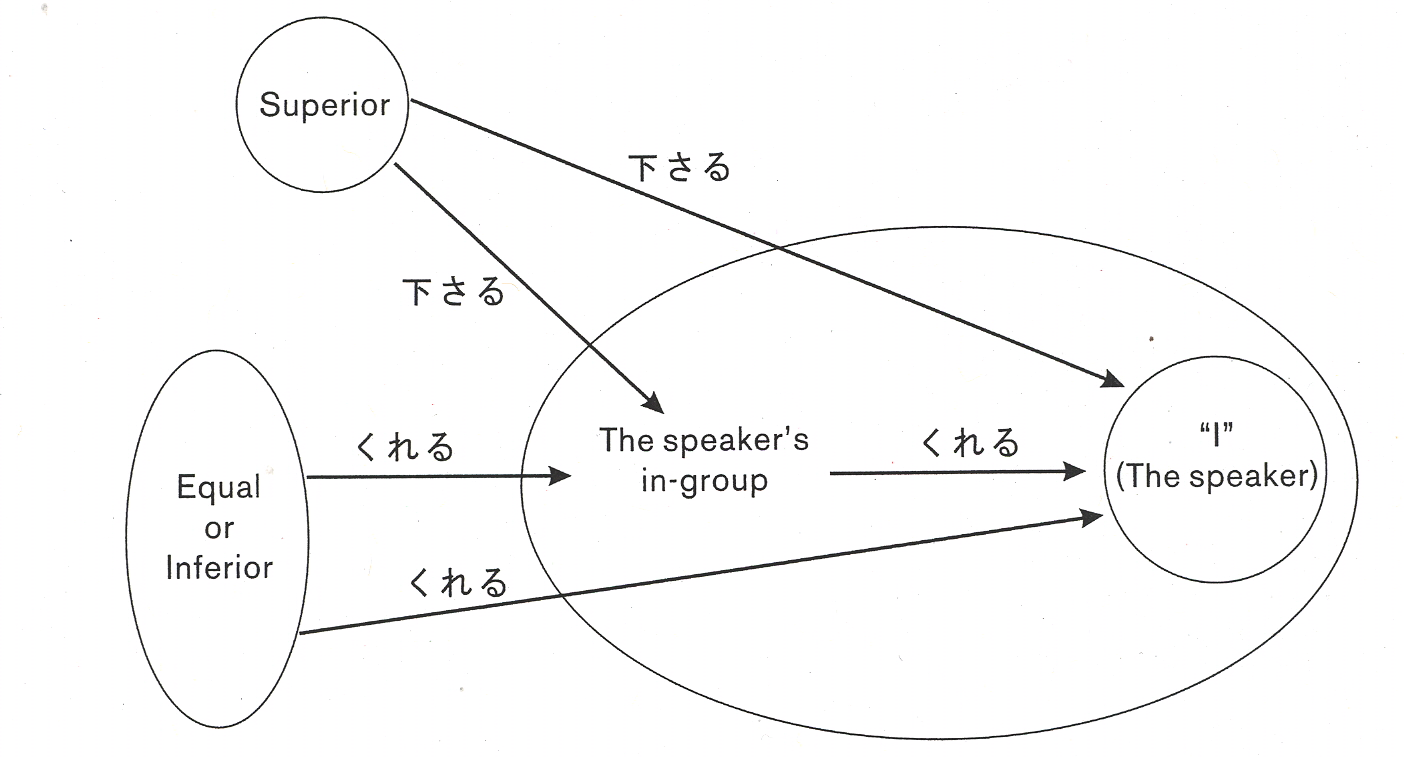 Superior
下さる
下さる
くれる
The speaker's
in-group
くれる
“I”
(The speaker)
Equal
or
Inferior
くれる